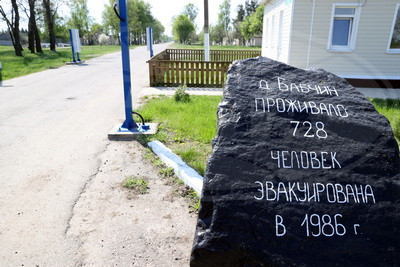 д. БАБЧИН
ПРОЖИВАЛО
728
ЧЕЛОВЕК
ЭВАКУИРОВАНА
В 1986 г.